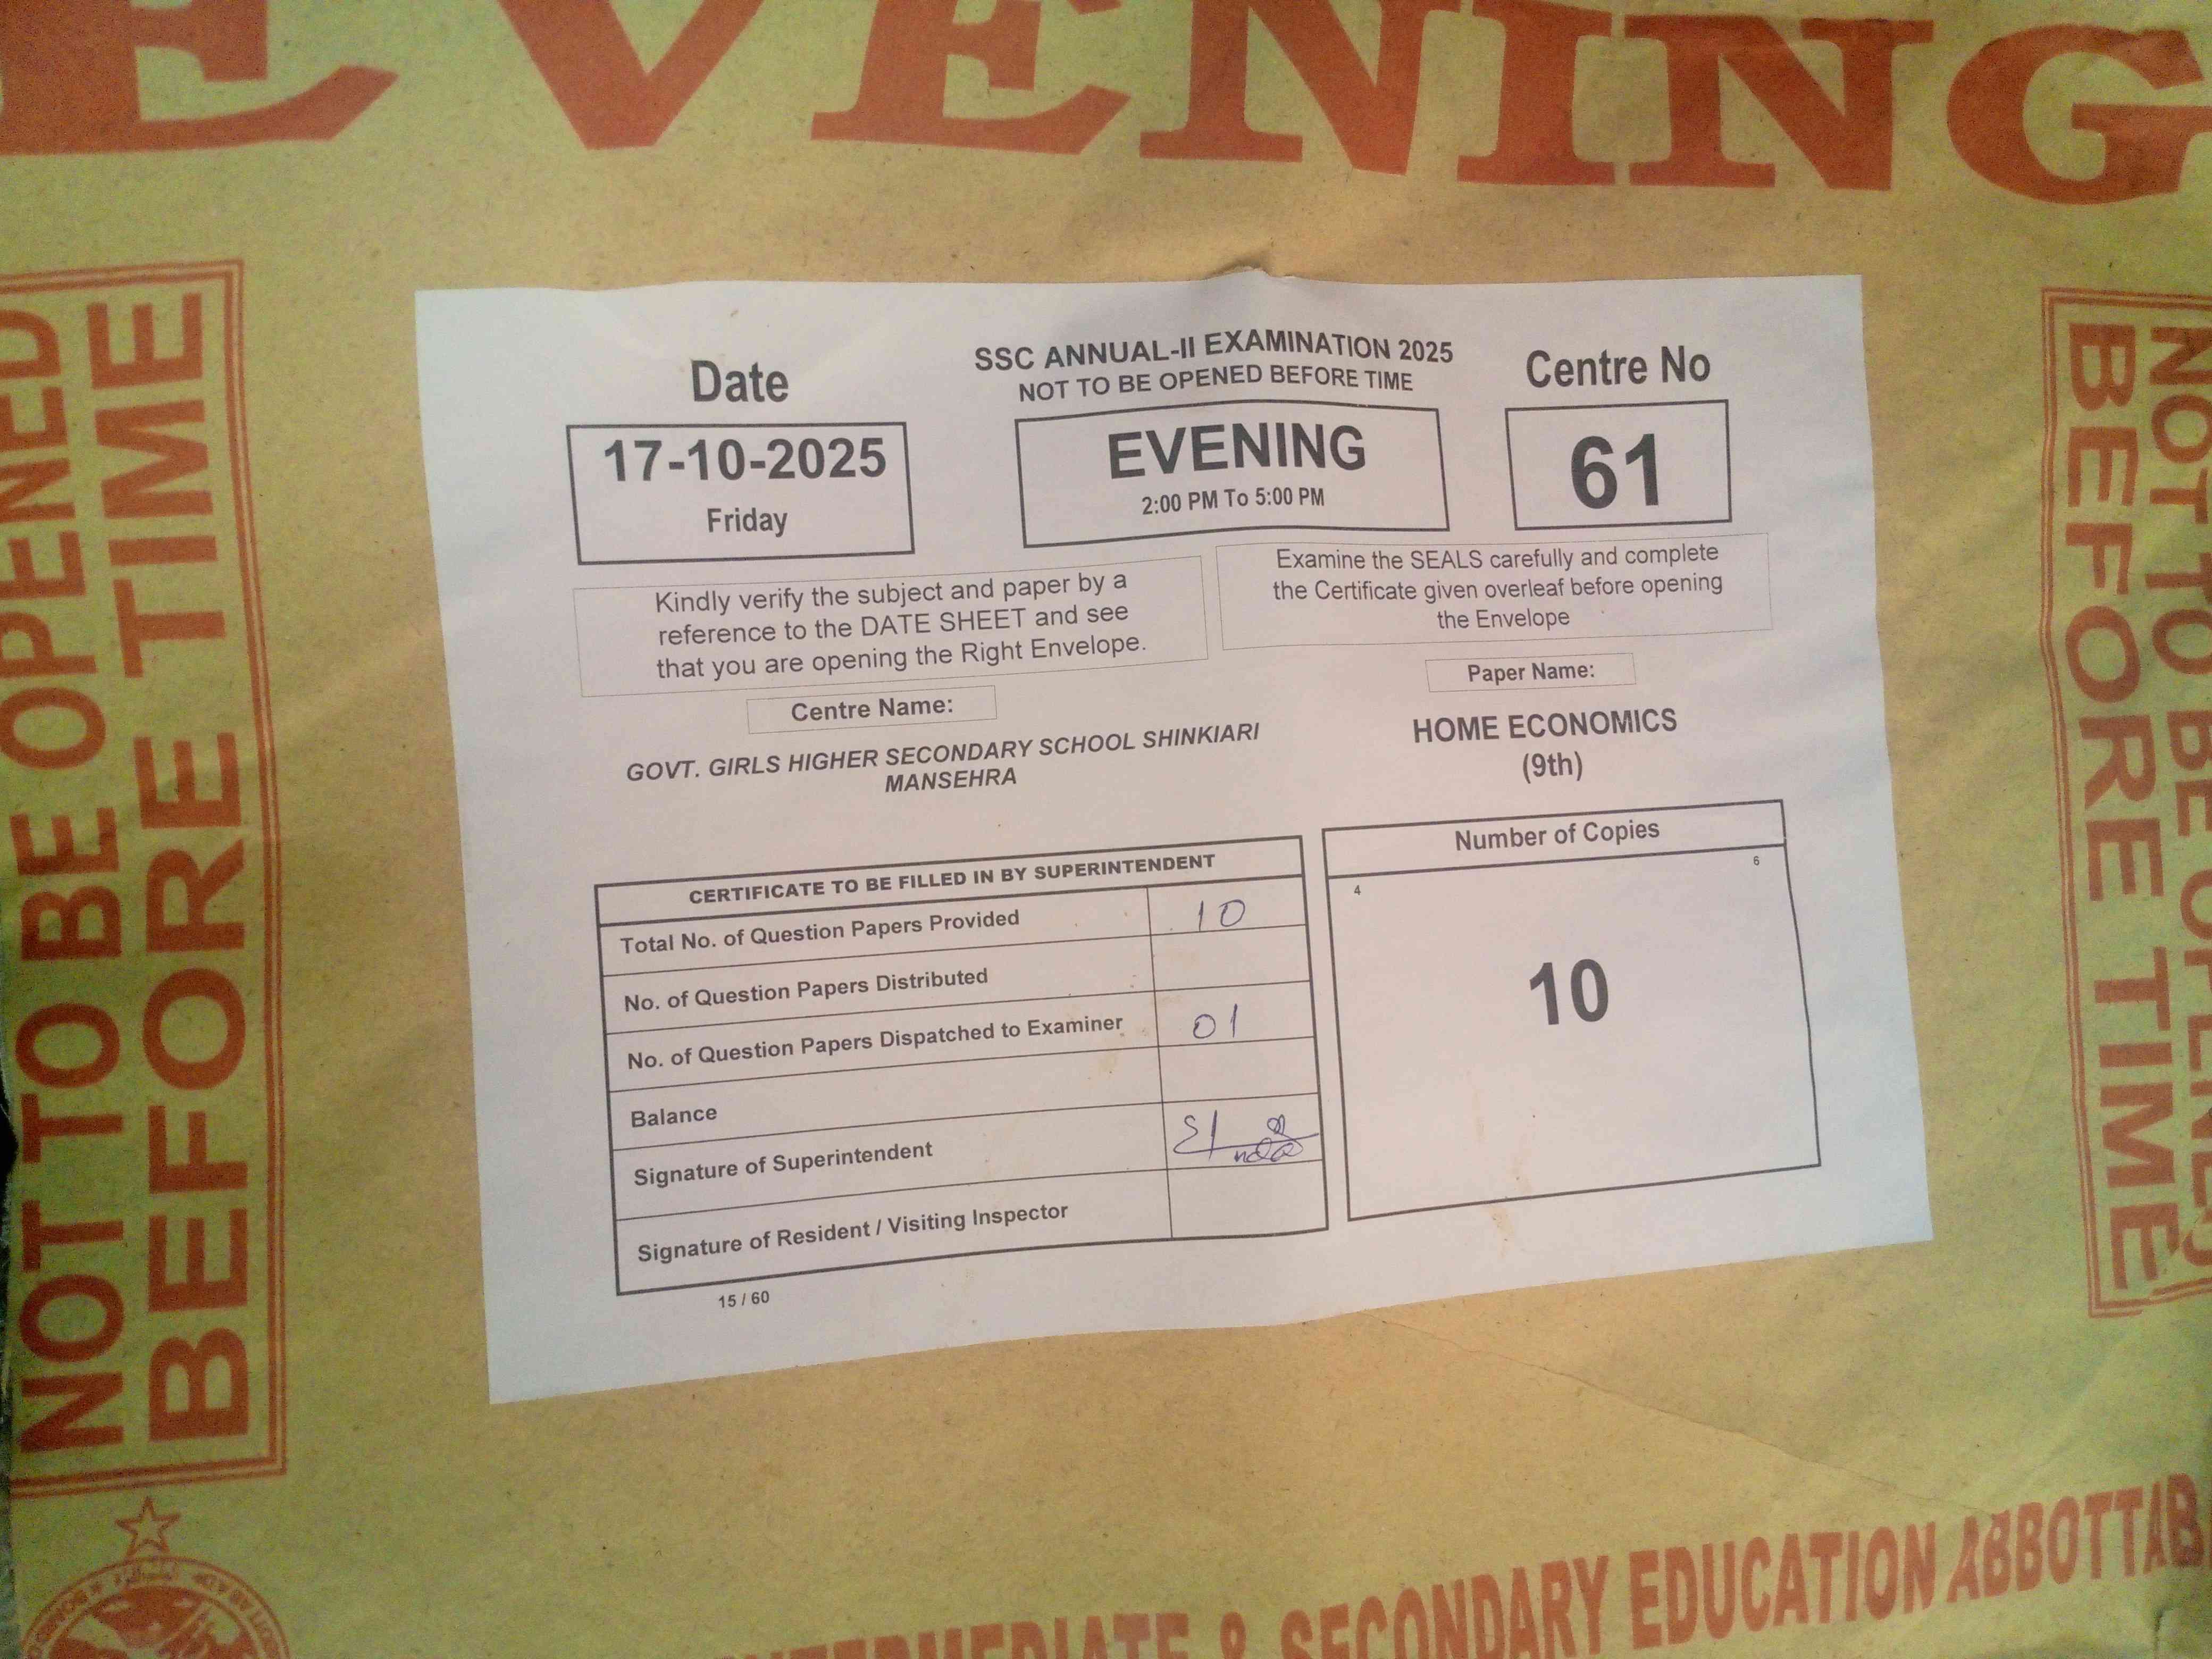 EVENING
NOT TO BE OPENED
BEFORE TIME
Date
17-10-2025
Friday
SSC ANNUAL-II EXAMINATION 2025
NOT TO BE OPENED BEFORE TIME
EVENING
2:00 PM To 5:00 PM
Centre No
61
Kindly verify the subject and paper by a
reference to the DATE SHEET and see
that you are opening the Right Envelope.
Examine the SEALS carefully and complete
the Certificate given overleaf before opening
the Envelope
Centre Name:
GOVT. GIRLS HIGHER SECONDARY SCHOOL SHINKIARI
MANSEHRA
Paper Name:
HOME ECONOMICS
(9th)
CERTIFICATE TO BE FILLED IN BY SUPERINTENDENT
Total No. of Question Papers Provided 10
No. of Question Papers Distributed
No. of Question Papers Dispatched to Examiner 01
Balance
Signature of Superintendent
Signature of Resident / Visiting Inspector
15 / 60
Number of Copies
4 6
10
NOT TO BE OPENED
BEFORE TIME
INTERMEDIATE & SECONDARY EDUCATION ABBOTTAB